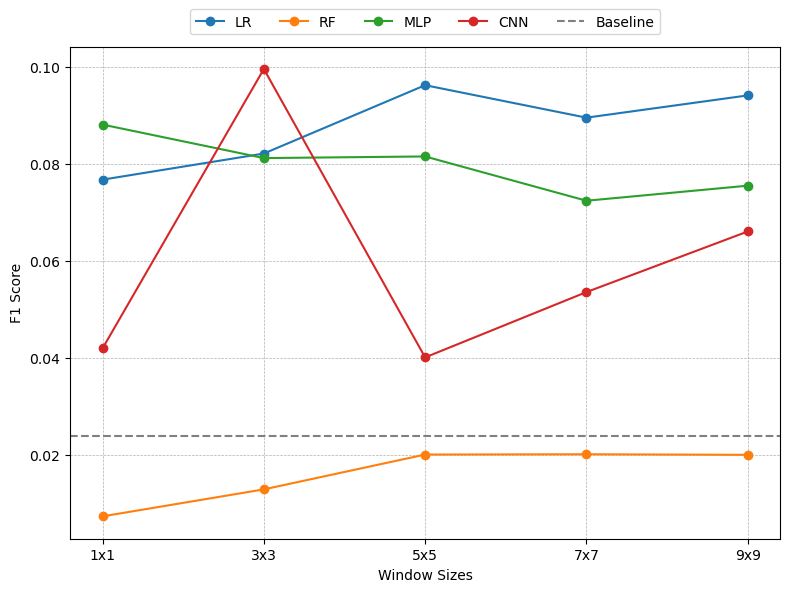 LR RF MLP CNN Baseline
0.10
0.08
0.06
0.04
0.02
F1 Score
1x1 3x3 5x5 7x7 9x9
Window Sizes